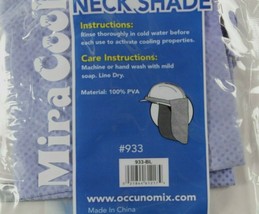 NECK SHADE
MiraCool
Instructions:
Rinse thoroughly in cold water before
each use to activate cooling properties.
Care Instructions:
Machine or hand wash with mild
soap. Line Dry.
Material: 100% PVA
#933
933-BL
www.occunomix.com
Made In China